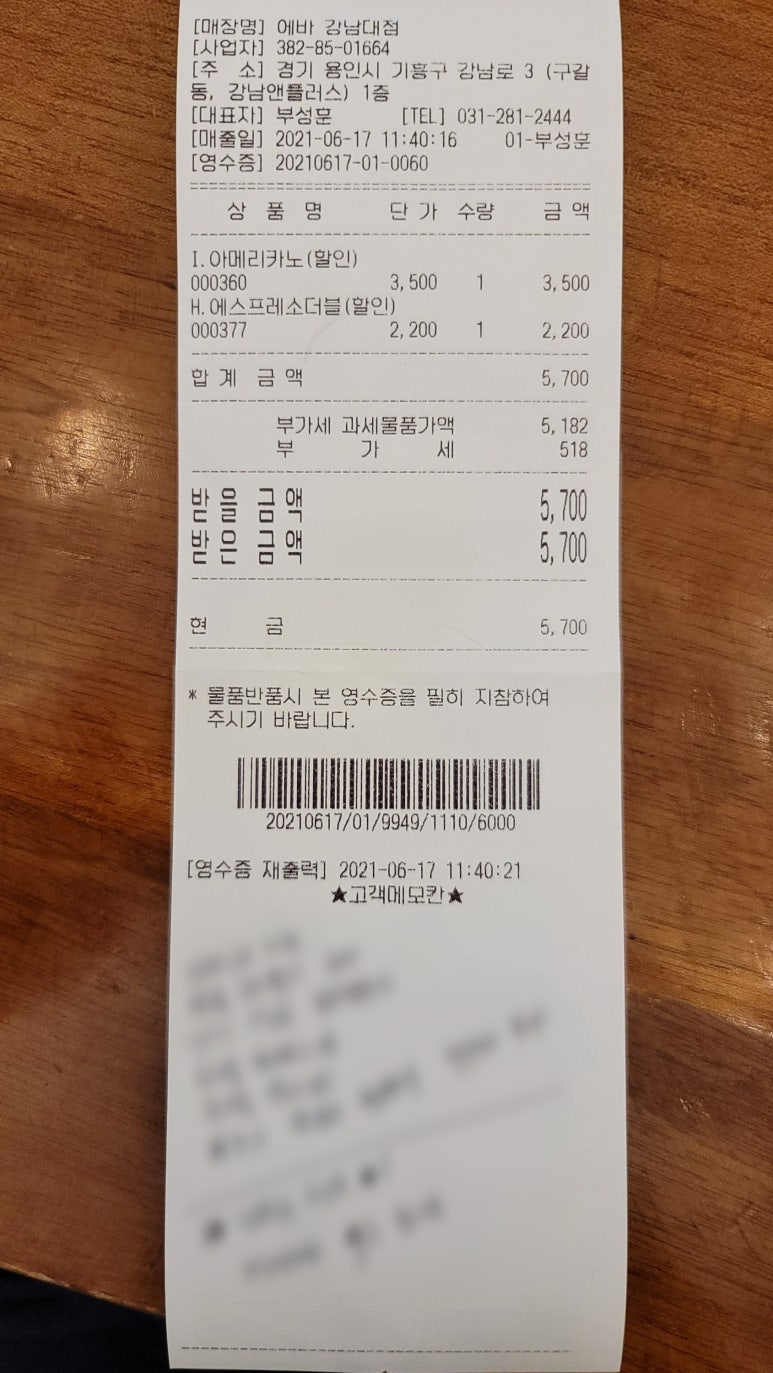 [매장명] 에바 강남대점
[사업자] 382-85-01664
[주 소] 경기 용인시 기흥구 강남로 3 (구갈
동, 강남앤플러스) 1층
[대표자] 부성훈 [TEL] 031-281-2444
[매출일] 2021-06-17 11:40:16 01-부성훈
[영수증] 20210617-01-0060
상 품 명 단 가 수량 금 액
I.아메리카노(할인)
000360 3,500 1 3,500
H.에스프레소더블(할인)
000377 2,200 1 2,200
합 계 금 액 5,700
부가세 과세물품가액 5,182
부 가 세 518
받 을 금 액 5,700
받 은 금 액 5,700
현 금 5,700
* 물품반품시 본 영수증을 필히 지참하여
주시기 바랍니다.
20210617/01/9949/1110/6000
[영수증 재출력] 2021-06-17 11:40:21
★고객메모칸★